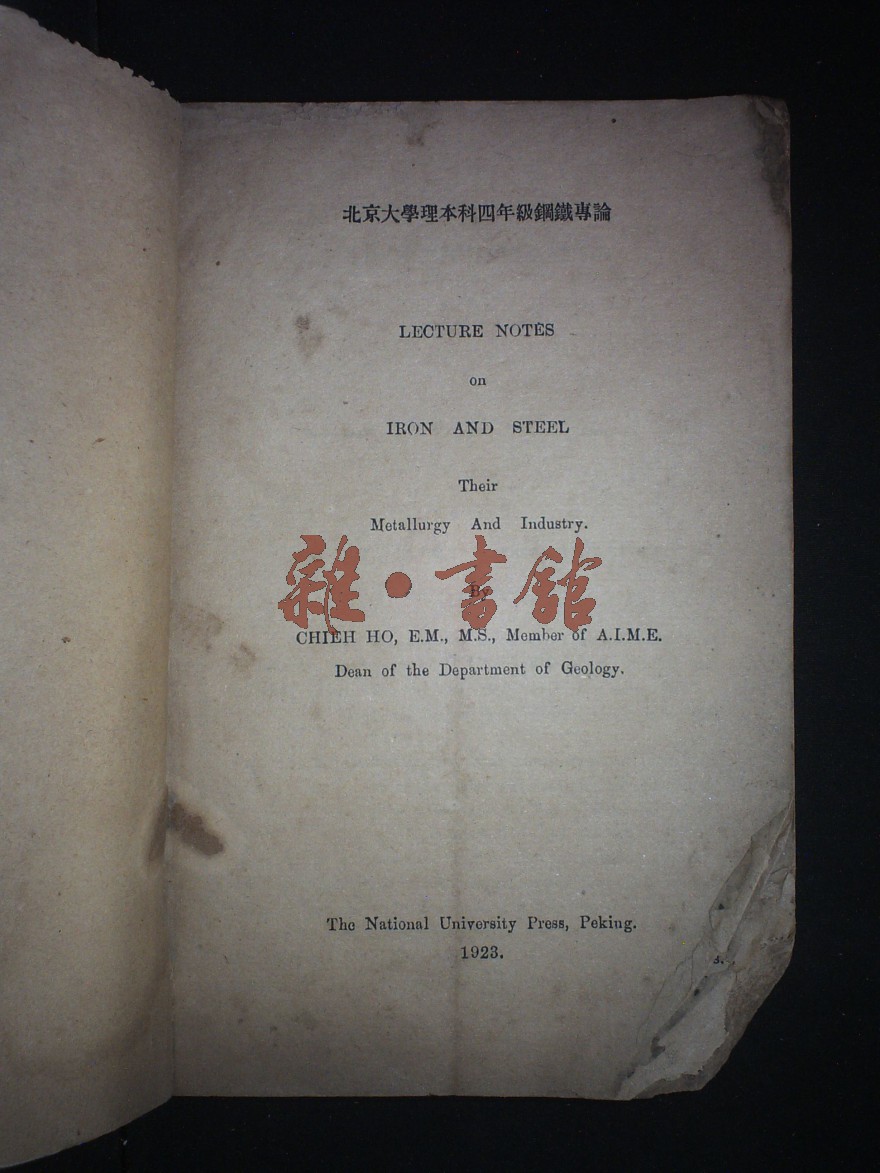 北京大學理本科四年級鋼鐵專論
LECTURE NOTES
on
IRON AND STEEL
Their
Metallurgy And Industry.
雜·書館
By
CHIEH HO, E.M., M.S., Member of A.I.M.E.
Dean of the Department of Geology.
The National University Press, Peking.
1923.